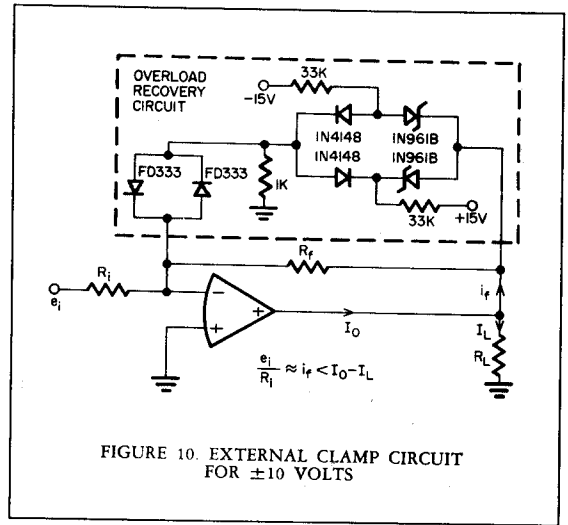 OVERLOAD
RECOVERY
CIRCUIT
33K
-15V
1N4148
1N961B
1N4148
1N961B
FD333
FD333
1K
33K
+15V
Rf
Ri
ei
if
IO
IL
RL
ei/Ri ≈ if < IO-IL
FIGURE 10. EXTERNAL CLAMP CIRCUIT
FOR ±10 VOLTS